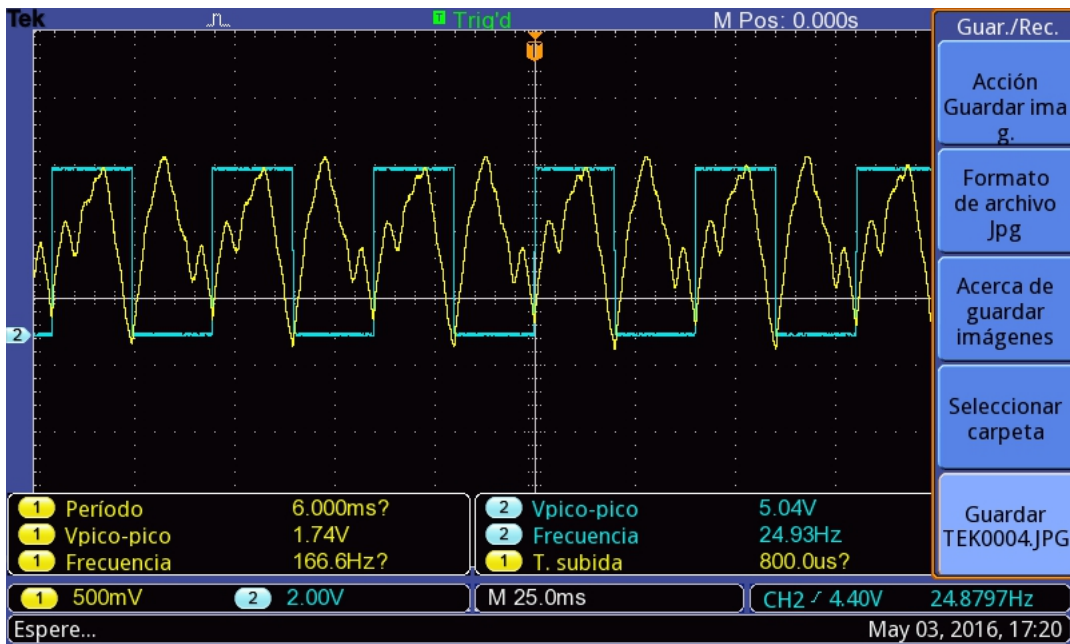 Tek
T Trig'd
M Pos: 0.000s
T
2
Guar./Rec.
Acción
Guardar ima
g.
Formato
de archivo
Jpg
Acerca de
guardar
imágenes
Seleccionar
carpeta
Guardar
TEK0004.JPG
1 Período 6.000ms?
1 Vpico-pico 1.74V
1 Frecuencia 166.6Hz?
2 Vpico-pico 5.04V
2 Frecuencia 24.93Hz
1 T. subida 800.0us?
1 500mV 2 2.00V M 25.0ms CH2 / 4.40V 24.8797Hz
Espere... May 03, 2016, 17:20